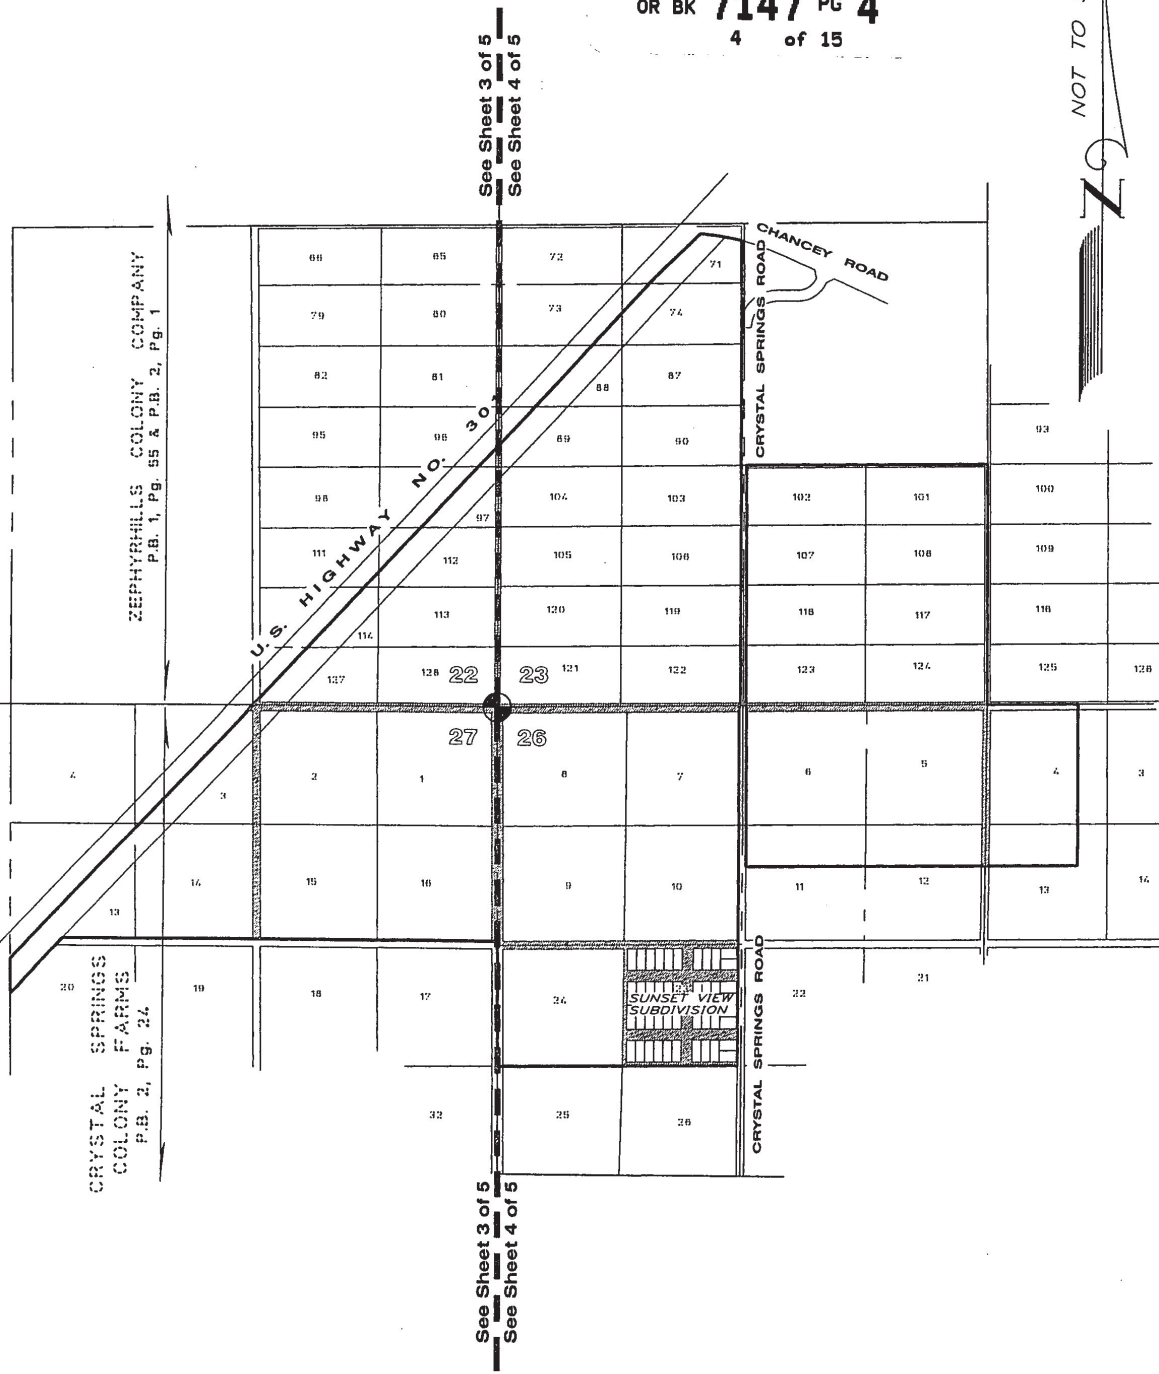 OR BK 7147 PG 4
4 of 15
NOT TO
N
See Sheet 3 of 5
See Sheet 4 of 5
ZEPHYRHILLS COLONY COMPANY
P.B. 1, Pg. 55 & P.B. 2, Pg. 1
CHANCEY ROAD
CRYSTAL SPRINGS ROAD
U.S. HIGHWAY NO. 301
66 65 72 71
79 80 73 74
82 81 88 87
95 96 89 90 93
98 97 104 103 102 101 100
111 112 105 106 107 108 109
114 113 120 119 118 117 116
127 128 121 122 123 124 125 126
22 23
27 26
4 3 2 1 8 7 6 5 4 3
13 14 15 16 9 10 11 12 13 14
20 19 18 17 24 22 21
SUNSET VIEW
SUBDIVISION
CRYSTAL SPRINGS
COLONY FARMS
P.B. 2, Pg. 24
CRYSTAL SPRINGS ROAD
32 25 26
See Sheet 3 of 5
See Sheet 4 of 5